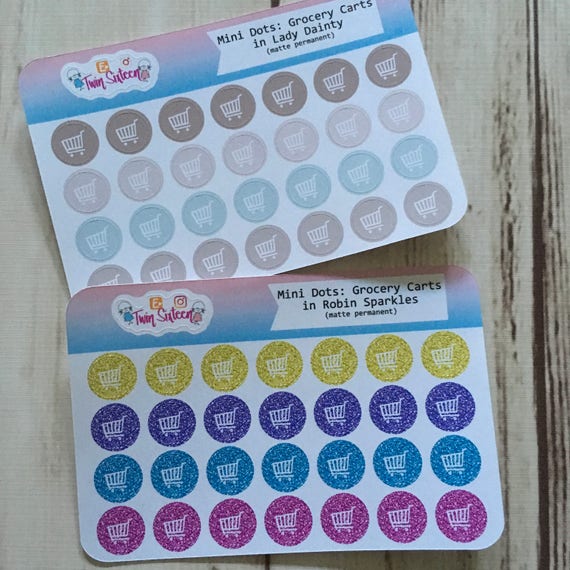 Mini Dots: Grocery Carts
in Lady Dainty
(matte permanent)
Twin Sixteen
Mini Dots: Grocery Carts
in Robin Sparkles
(matte permanent)
Twin Sixteen